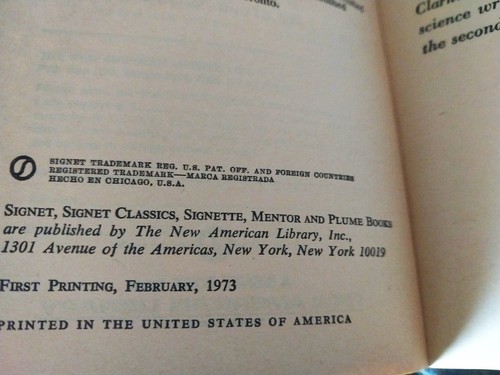 SIGNET TRADEMARK REG. U.S. PAT. OFF. AND FOREIGN COUNTRIES
REGISTERED TRADEMARK—MARCA REGISTRADA
HECHO EN CHICAGO, U.S.A.
SIGNET, SIGNET CLASSICS, SIGNETTE, MENTOR AND PLUME BOOKS
are published by The New American Library, Inc.,
1301 Avenue of the Americas, New York, New York 10019
FIRST PRINTING, FEBRUARY, 1973
PRINTED IN THE UNITED STATES OF AMERICA
science
the second